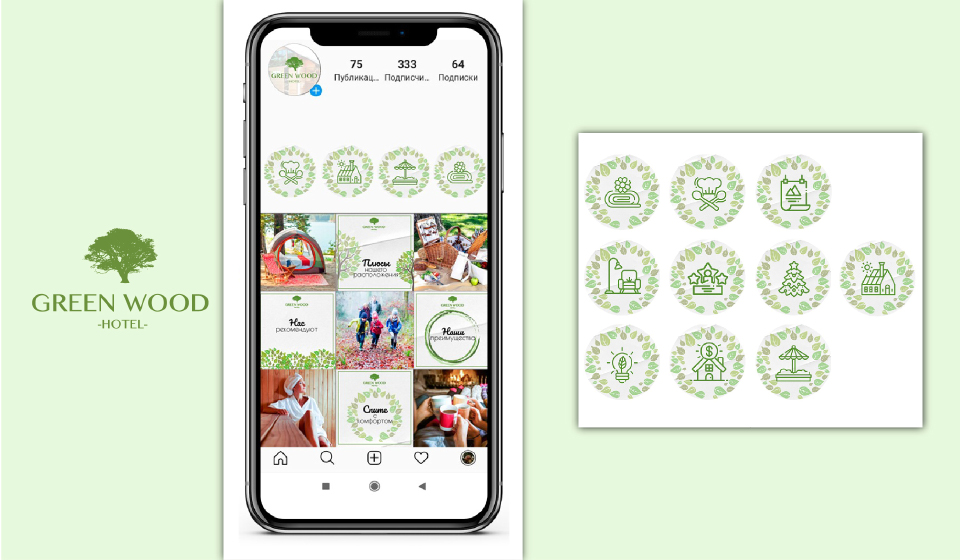 GREEN WOOD
-HOTEL-
GREEN WOOD
HOTEL
75
333
64
Публикац...
Подписчи...
Подписки
GREEN WOOD
Плюсы
нашего
расположения
GREEN WOOD
Нас
рекомендуют
GREEN WOOD
Наши
преимущества
GREEN WOOD
Спите
с
комфортом
$